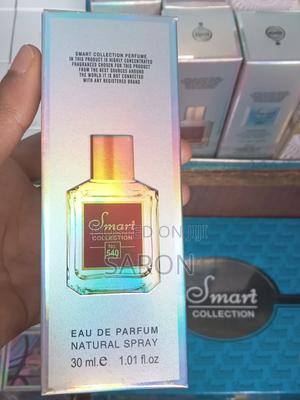 SMART COLLECTION PERFUME
IN THIS PRODUCT IS HIGHLY CONCENTRATED
FRAGRANCES CHOSEN FOR THIS PRODUCT
FROM THE BEST SOURCES AROUND
THE WORLD IT IS NOT CONNECTED
WITH ANY REGISTERED BRAND
Smart
COLLECTION
No:
540
SABON
EAU DE PARFUM
NATURAL SPRAY
30 ml.e 1.01 fl.oz
Smart
COLLECTION